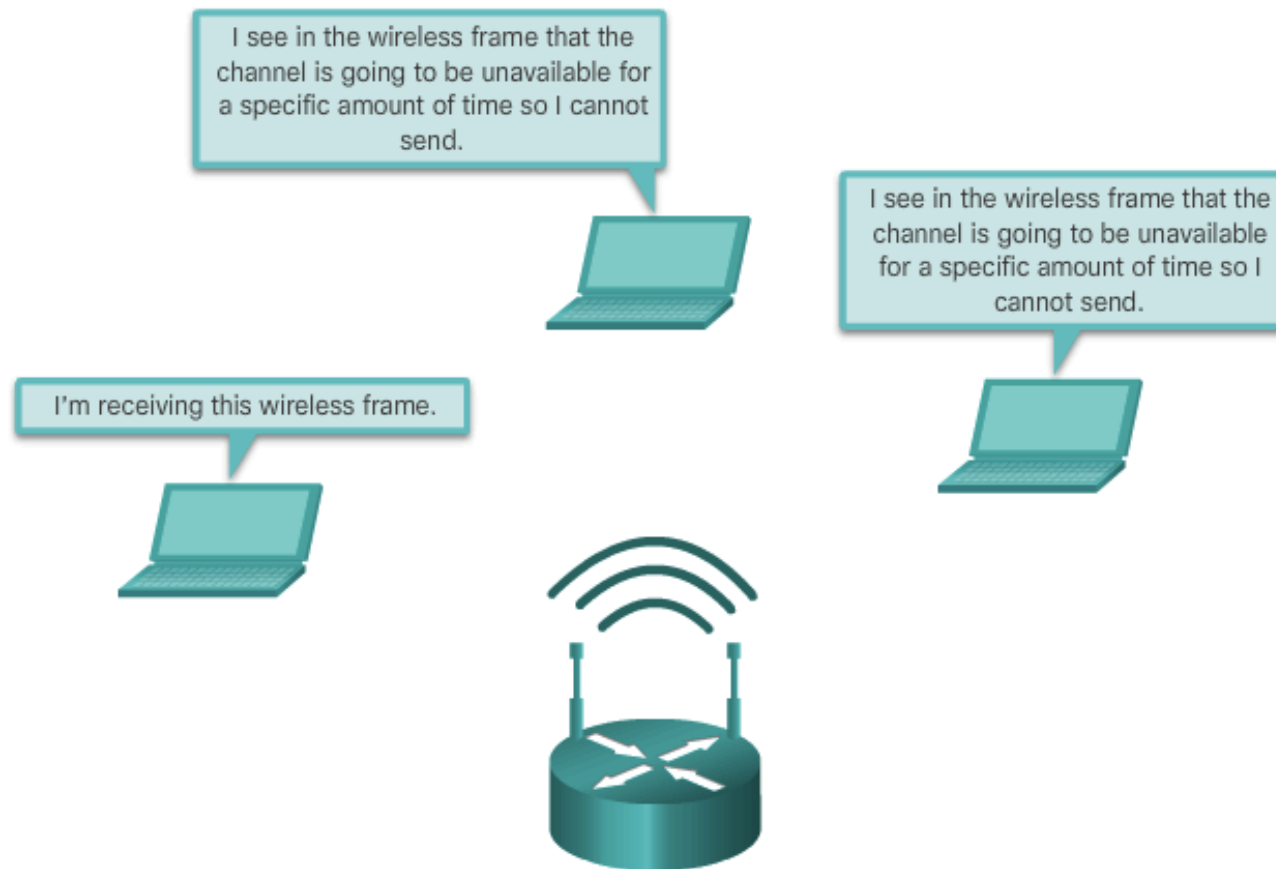 I see in the wireless frame that the
channel is going to be unavailable for
a specific amount of time so I cannot
send.
I see in the wireless frame that the
channel is going to be unavailable
for a specific amount of time so I
cannot send.
I'm receiving this wireless frame.